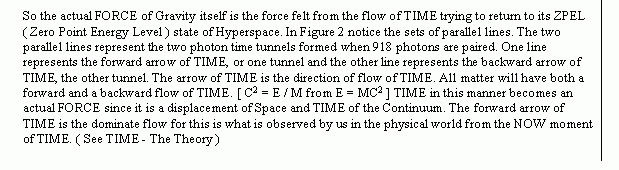 So the actual FORCE of Gravity itself is the force felt from the flow of TIME trying to return to its ZPEL
( Zero Point Energy Level ) state of Hyperspace. In Figure 2 notice the sets of parallel lines. The two
parallel lines represent the two photon time tunnels formed when 918 photons are paired. One line
represents the forward arrow of TIME, or one tunnel and the other line represents the backward arrow of
TIME, the other tunnel. The arrow of TIME is the direction of flow of TIME. All matter will have both a
forward and a backward flow of TIME. [ C² = E / M from E = MC² ] TIME in this manner becomes an
actual FORCE since it is a displacement of Space and TIME of the Continuum. The forward arrow of
TIME is the dominate flow for this is what is observed by us in the physical world from the NOW moment
of TIME. ( See TIME - The Theory )